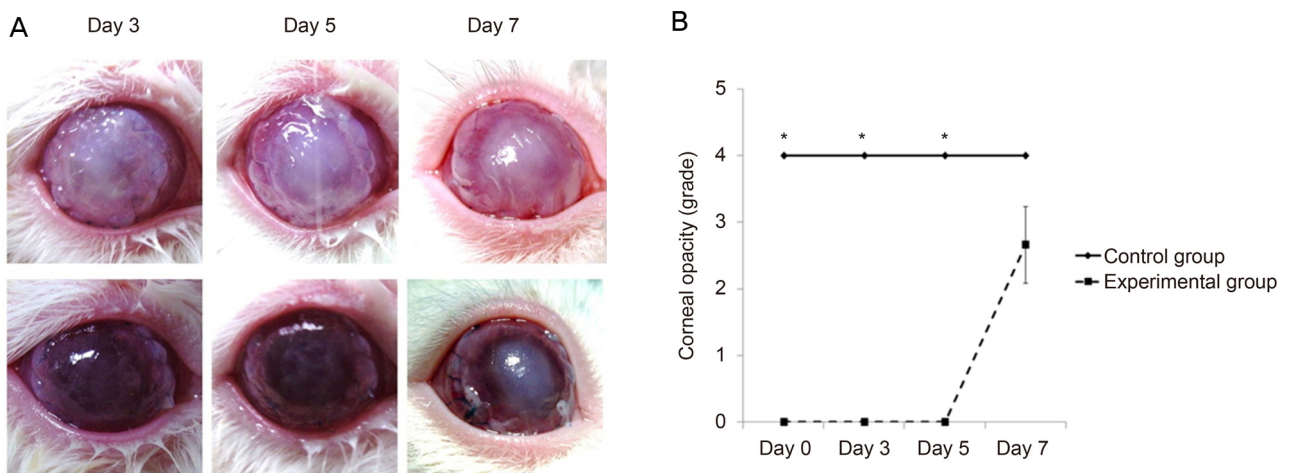 A
Day 3
Day 5
Day 7
B
5
4
3
2
1
0
* * *
Corneal opacity (grade)
Day 0
Day 3
Day 5
Day 7
Control group
Experimental group